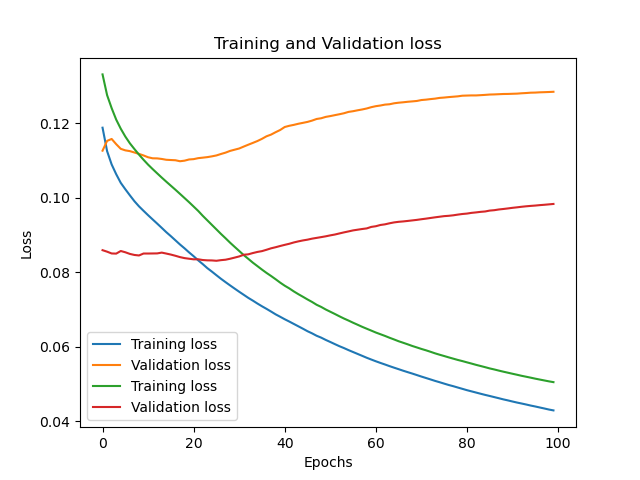 Training and Validation loss
Loss
0.12
0.10
0.08
0.06
0.04
Training loss
Validation loss
Training loss
Validation loss
0 20 40 60 80 100
Epochs